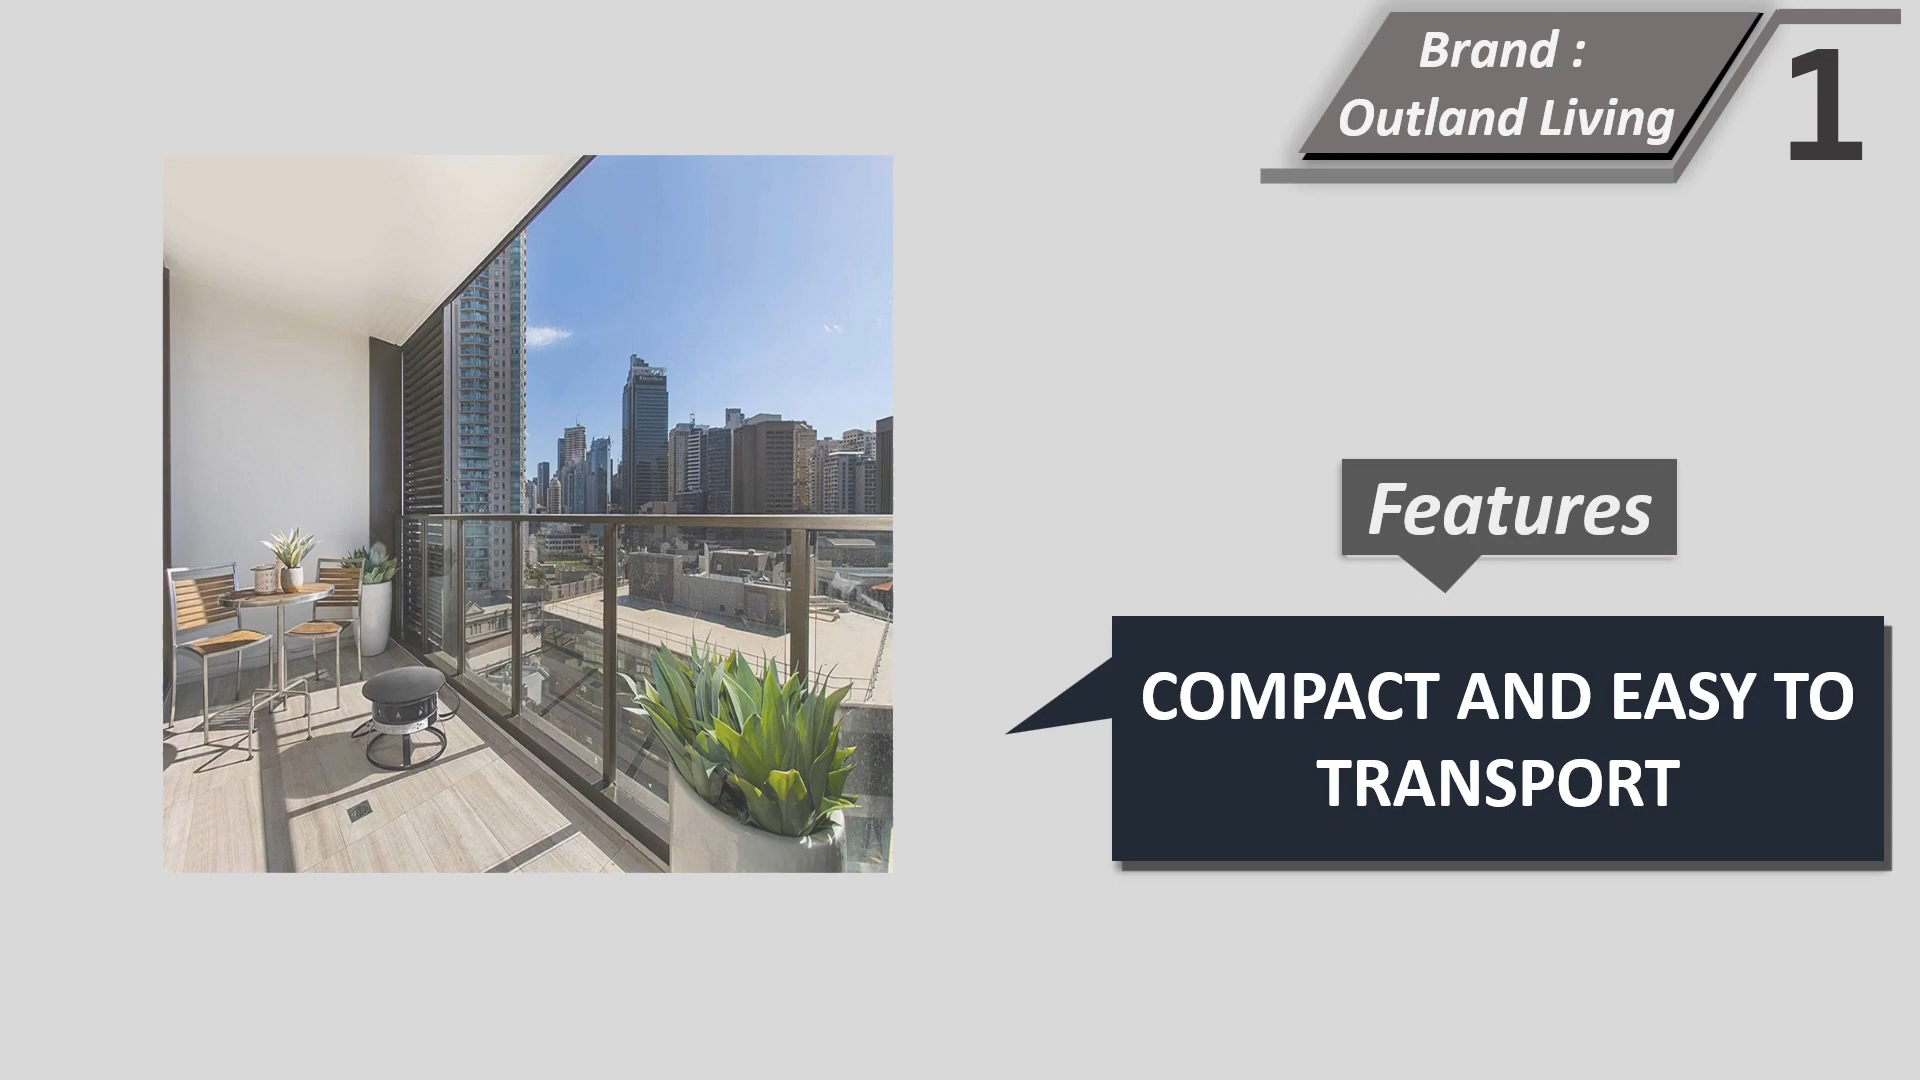 Brand :
Outland Living
1
Features
COMPACT AND EASY TO
TRANSPORT